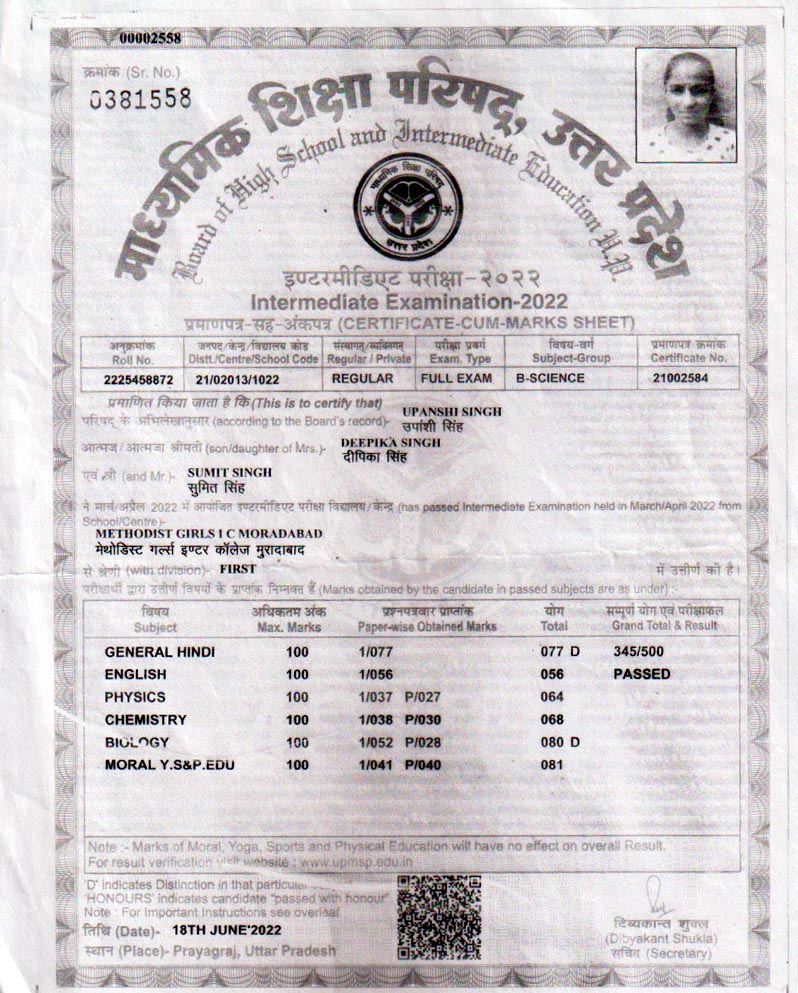 00002558
क्रमांक (Sr. No.)
0381558
माध्यमिक शिक्षा परिषद्, उत्तर प्रदेश
Board of High School and Intermediate Education U.P.
माध्यमिक शिक्षा परिषद्
उत्तर प्रदेश
इण्टरमीडिएट परीक्षा-२०२२
Intermediate Examination-2022
प्रमाणपत्र-सह-अंकपत्र (CERTIFICATE-CUM-MARKS SHEET)
अनुक्रमांक जनपद/केन्द्र/विद्यालय कोड संस्थागत/व्यक्तिगत परीक्षा प्रवर्ग विषय-वर्ग प्रमाणपत्र क्रमांक
Roll No. Distt./Centre/School Code Regular / Private Exam. Type Subject-Group Certificate No.
2225458872 21/02013/1022 REGULAR FULL EXAM B-SCIENCE 21002584
प्रमाणित किया जाता है कि (This is to certify that)
UPANSHI SINGH
परिषद के अभिलेखानुसार (according to the Board's record)- उपांशी सिंह
DEEPIKA SINGH
आत्मज/आत्मजा श्रीमती (son/daughter of Mrs.)- दीपिका सिंह
एवं श्री (and Mr.)- SUMIT SINGH
सुमित सिंह
ने मार्च/अप्रैल 2022 में आयोजित इण्टरमीडिएट परीक्षा विद्यालय/केन्द्र (has passed Intermediate Examination held in March/April 2022 from
School/Centre)-
METHODIST GIRLS I C MORADABAD
मेथोडिस्ट गर्ल्स इण्टर कॉलेज मुरादाबाद
से श्रेणी (with division)- FIRST में उत्तीर्ण की है।
परीक्षार्थी द्वारा उत्तीर्ण विषयों के प्राप्तांक निम्नवत हैं (Marks obtained by the candidate in passed subjects are as under) :-
विषय अधिकतम अंक प्रश्नपत्रवार प्राप्तांक योग सम्पूर्ण योग एवं परीक्षाफल
Subject Max. Marks Paper-wise Obtained Marks Total Grand Total & Result
GENERAL HINDI 100 1/077 077 D 345/500
ENGLISH 100 1/056 056 PASSED
PHYSICS 100 1/037 P/027 064
CHEMISTRY 100 1/038 P/030 068
BIOLOGY 100 1/052 P/028 080 D
MORAL Y.S&P.EDU 100 1/041 P/040 081
Note :- Marks of Moral, Yoga, Sports and Physical Education will have no effect on overall Result.
For result verification visit website : www.upmsp.edu.in
'D' indicates Distinction in that particular
'HONOURS' indicates candidate "passed with honour"
Note : For Important Instructions see overleaf
तिथि (Date)- 18TH JUNE'2022
स्थान (Place)- Prayagraj, Uttar Pradesh
दिव्यकान्त शुक्ल
(Dibyakant Shukla)
सचिव (Secretary)